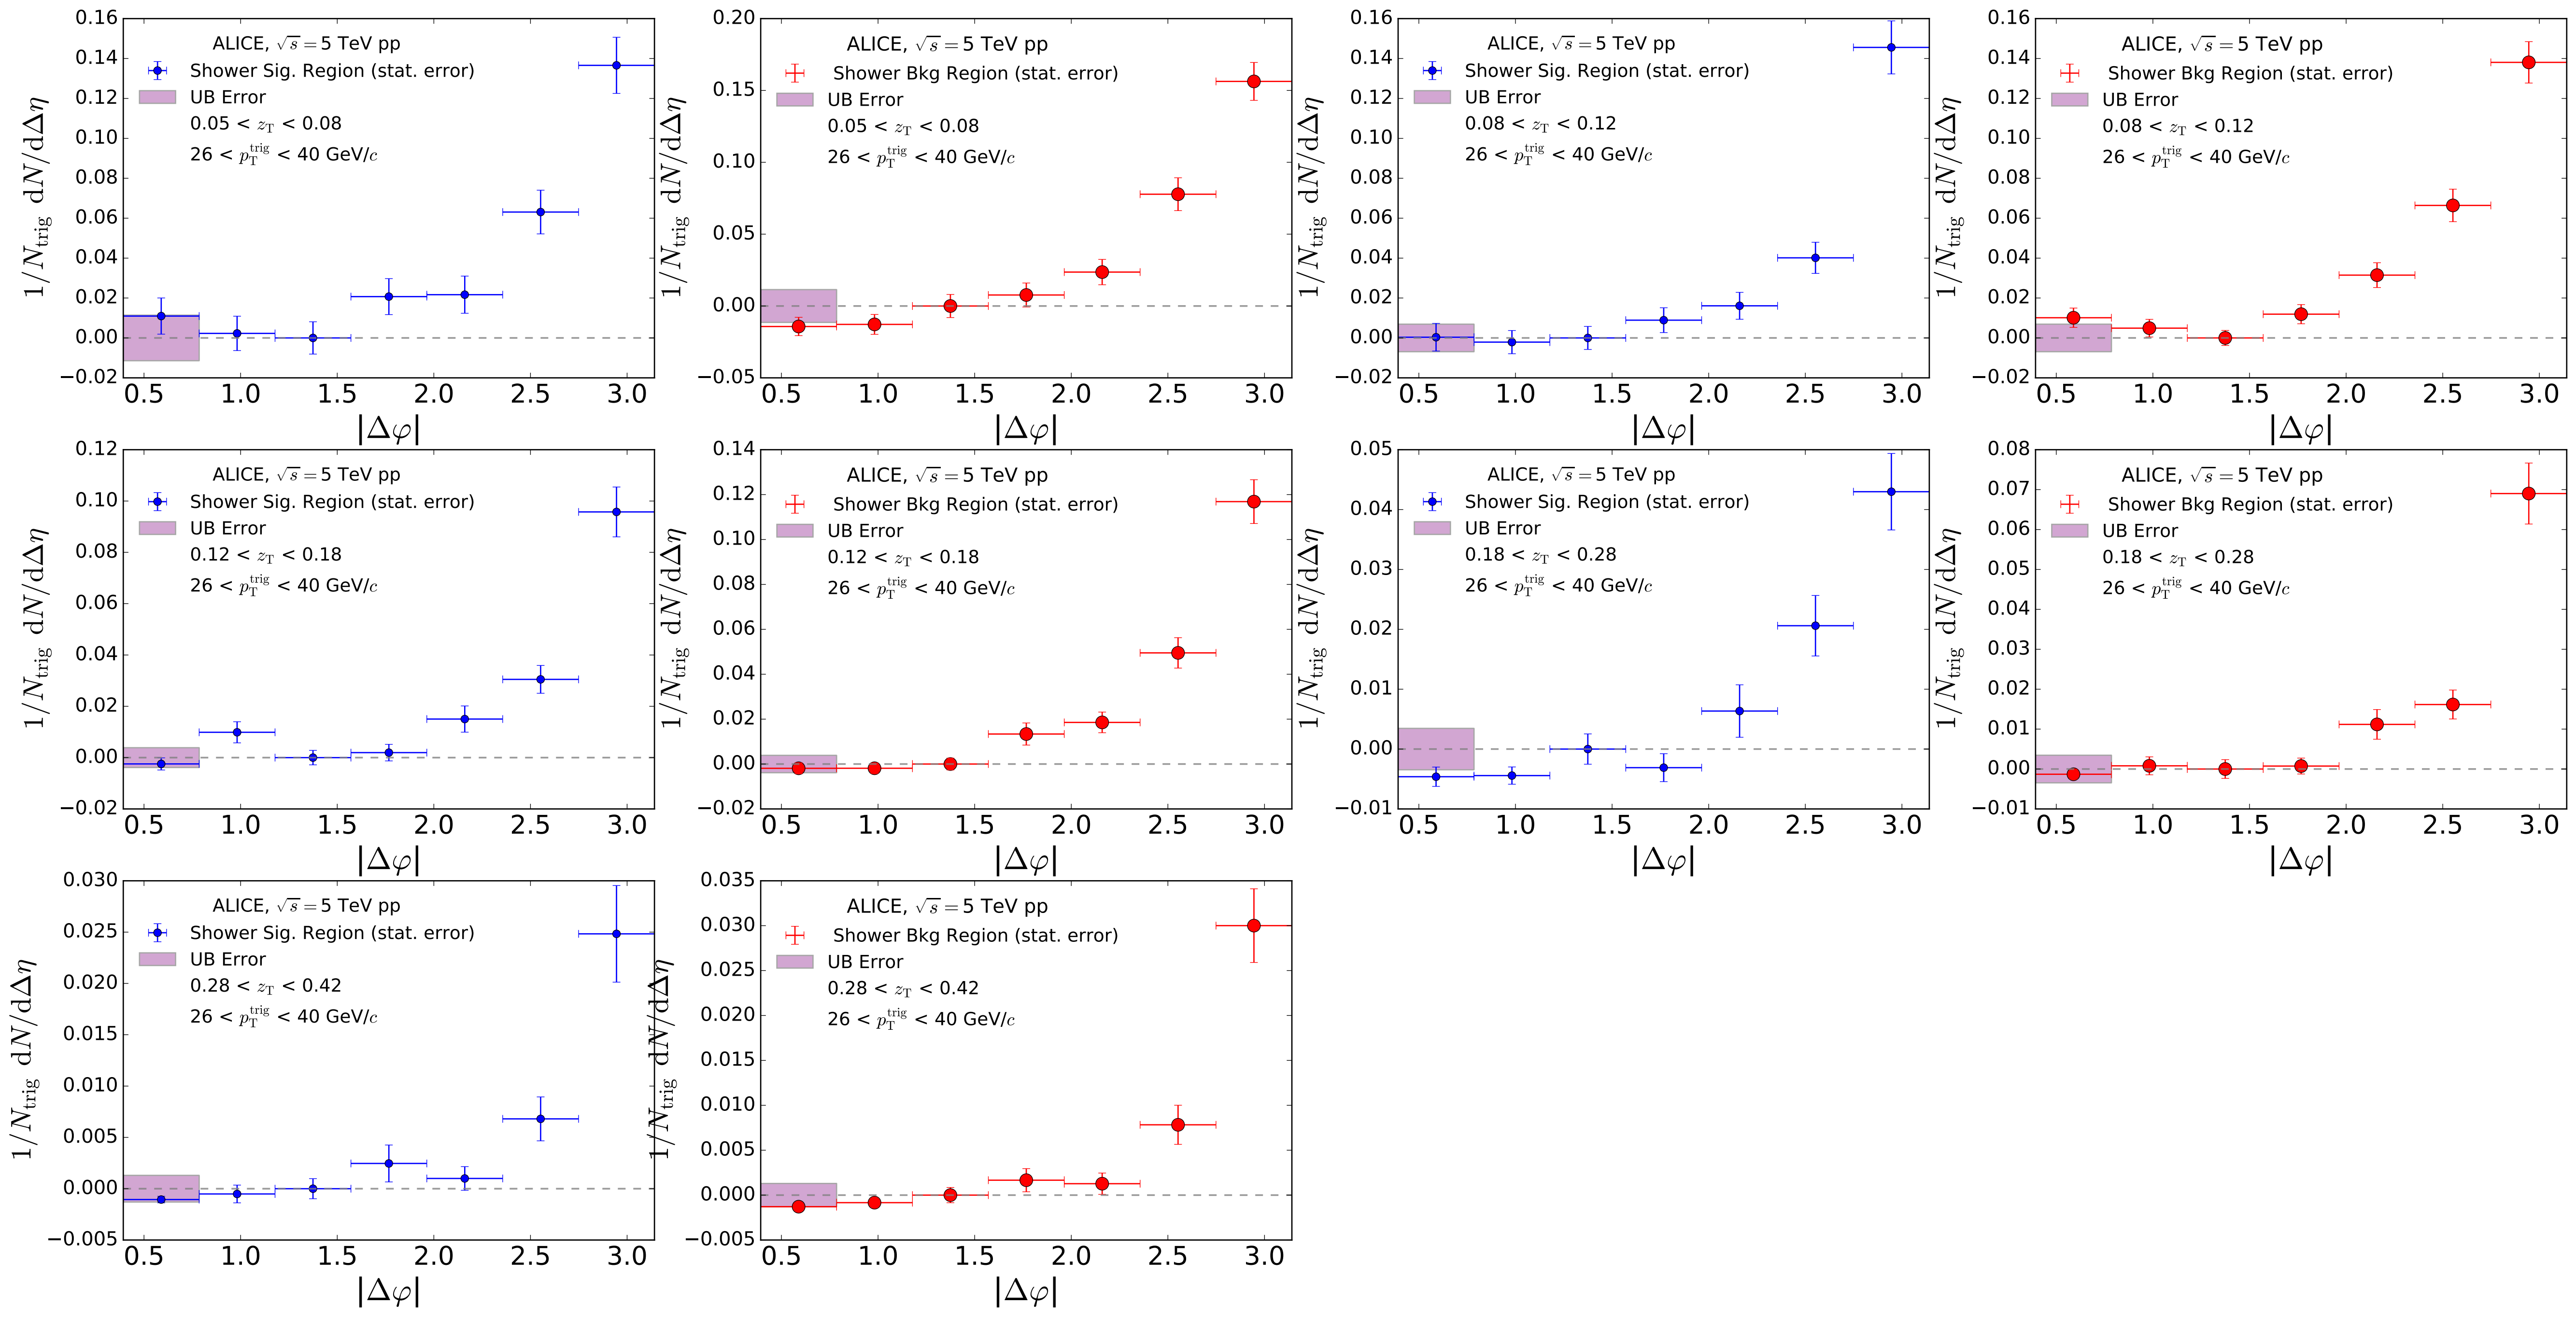 1/N_trig dN/dΔη
0.16
0.14
0.12
0.10
0.08
0.06
0.04
0.02
0.00
−0.02
ALICE, √s = 5 TeV pp
Shower Sig. Region (stat. error)
UB Error
0.05 < z_T < 0.08
26 < p_T^trig < 40 GeV/c
0.5 1.0 1.5 2.0 2.5 3.0
|Δφ|
1/N_trig dN/dΔη
0.20
0.15
0.10
0.05
0.00
−0.05
ALICE, √s = 5 TeV pp
Shower Bkg Region (stat. error)
UB Error
0.05 < z_T < 0.08
26 < p_T^trig < 40 GeV/c
0.5 1.0 1.5 2.0 2.5 3.0
|Δφ|
1/N_trig dN/dΔη
0.16
0.14
0.12
0.10
0.08
0.06
0.04
0.02
0.00
−0.02
ALICE, √s = 5 TeV pp
Shower Sig. Region (stat. error)
UB Error
0.08 < z_T < 0.12
26 < p_T^trig < 40 GeV/c
0.5 1.0 1.5 2.0 2.5 3.0
|Δφ|
1/N_trig dN/dΔη
0.16
0.14
0.12
0.10
0.08
0.06
0.04
0.02
0.00
−0.02
ALICE, √s = 5 TeV pp
Shower Bkg Region (stat. error)
UB Error
0.08 < z_T < 0.12
26 < p_T^trig < 40 GeV/c
0.5 1.0 1.5 2.0 2.5 3.0
|Δφ|
1/N_trig dN/dΔη
0.12
0.10
0.08
0.06
0.04
0.02
0.00
−0.02
ALICE, √s = 5 TeV pp
Shower Sig. Region (stat. error)
UB Error
0.12 < z_T < 0.18
26 < p_T^trig < 40 GeV/c
0.5 1.0 1.5 2.0 2.5 3.0
|Δφ|
1/N_trig dN/dΔη
0.14
0.12
0.10
0.08
0.06
0.04
0.02
0.00
−0.02
ALICE, √s = 5 TeV pp
Shower Bkg Region (stat. error)
UB Error
0.12 < z_T < 0.18
26 < p_T^trig < 40 GeV/c
0.5 1.0 1.5 2.0 2.5 3.0
|Δφ|
1/N_trig dN/dΔη
0.05
0.04
0.03
0.02
0.01
0.00
−0.01
ALICE, √s = 5 TeV pp
Shower Sig. Region (stat. error)
UB Error
0.18 < z_T < 0.28
26 < p_T^trig < 40 GeV/c
0.5 1.0 1.5 2.0 2.5 3.0
|Δφ|
1/N_trig dN/dΔη
0.08
0.07
0.06
0.05
0.04
0.03
0.02
0.01
0.00
−0.01
ALICE, √s = 5 TeV pp
Shower Bkg Region (stat. error)
UB Error
0.18 < z_T < 0.28
26 < p_T^trig < 40 GeV/c
0.5 1.0 1.5 2.0 2.5 3.0
|Δφ|
1/N_trig dN/dΔη
0.030
0.025
0.020
0.015
0.010
0.005
0.000
−0.005
ALICE, √s = 5 TeV pp
Shower Sig. Region (stat. error)
UB Error
0.28 < z_T < 0.42
26 < p_T^trig < 40 GeV/c
0.5 1.0 1.5 2.0 2.5 3.0
|Δφ|
1/N_trig dN/dΔη
0.035
0.030
0.025
0.020
0.015
0.010
0.005
0.000
−0.005
ALICE, √s = 5 TeV pp
Shower Bkg Region (stat. error)
UB Error
0.28 < z_T < 0.42
26 < p_T^trig < 40 GeV/c
0.5 1.0 1.5 2.0 2.5 3.0
|Δφ|